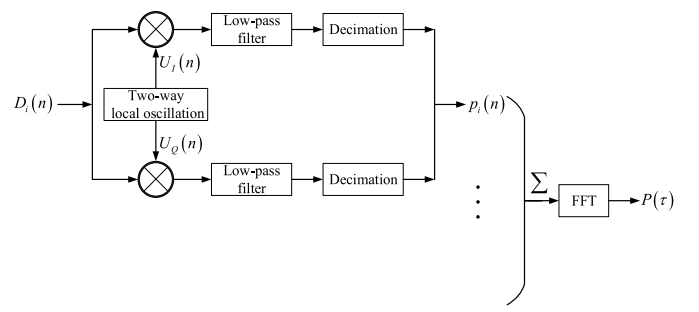 Low-pass
filter
Decimation
U_I(n)
D_i(n)
Two-way
local oscillation
p_i(n)
U_Q(n)
Low-pass
filter
Decimation
∑
FFT
P(τ)